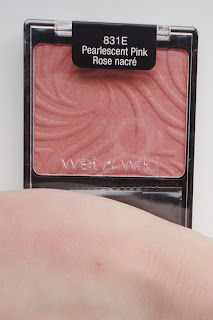 831E
Pearlescent Pink
Rose nacré
wet n wild